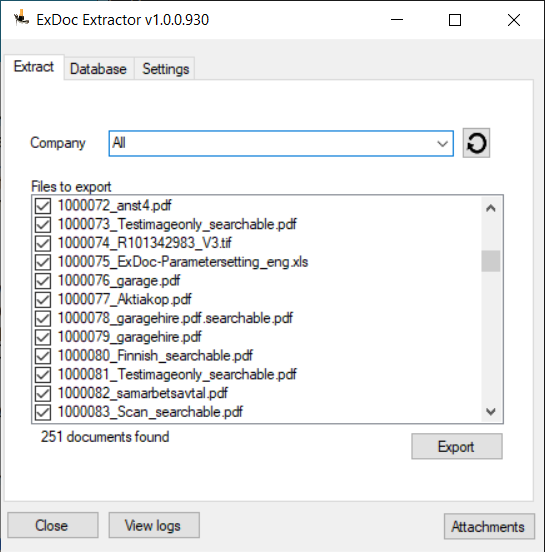 ExDoc Extractor v1.0.0.930
Extract Database Settings
Company All
Files to export
1000072_anst4.pdf
1000073_Testimageonly_searchable.pdf
1000074_R101342983_V3.tif
1000075_ExDoc-Parametersetting_eng.xls
1000076_garage.pdf
1000077_Aktiakop.pdf
1000078_garagehire.pdf.searchable.pdf
1000079_garagehire.pdf
1000080_Finnish_searchable.pdf
1000081_Testimageonly_searchable.pdf
1000082_samarbetsavtal.pdf
1000083_Scan_searchable.pdf
251 documents found
Export
Close View logs Attachments